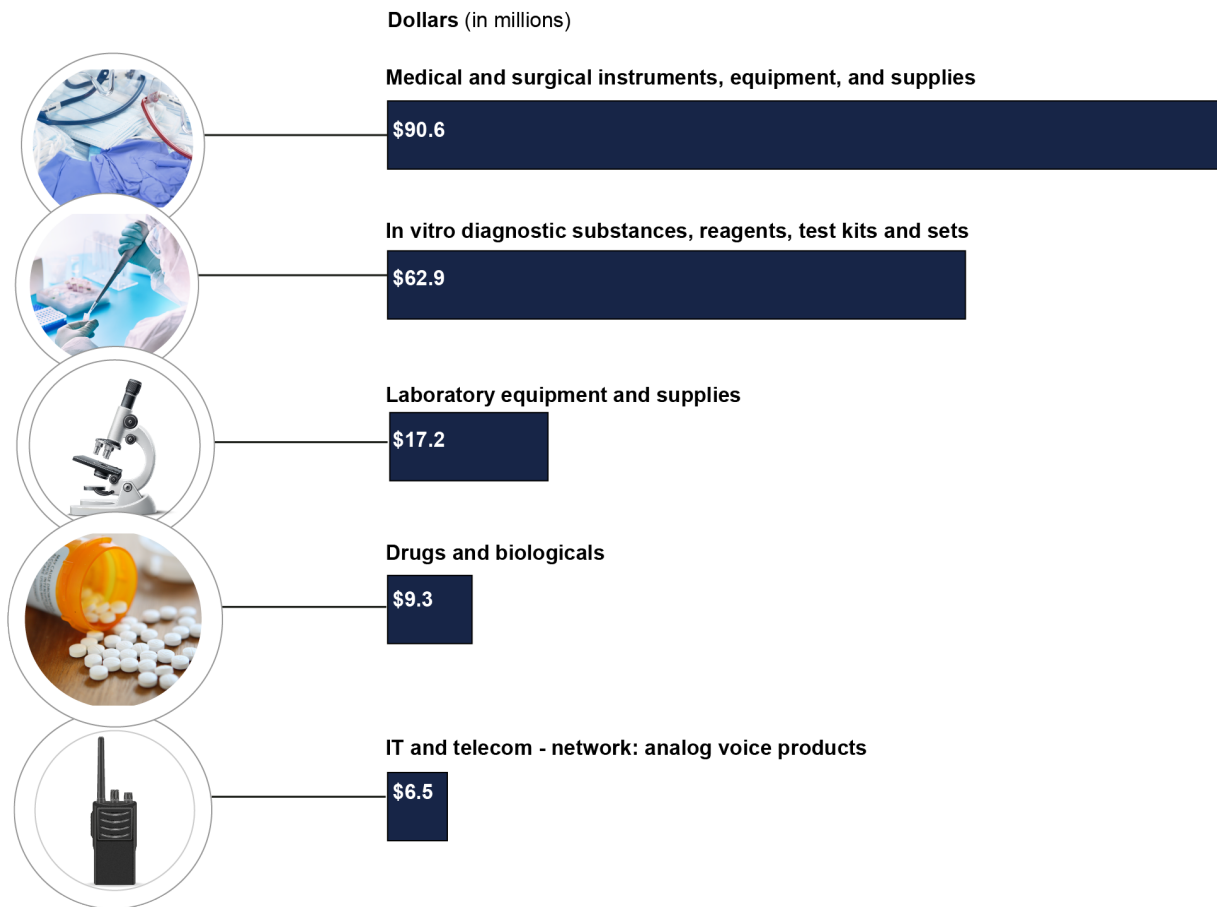 Dollars (in millions)
Medical and surgical instruments, equipment, and supplies
$90.6
In vitro diagnostic substances, reagents, test kits and sets
$62.9
Laboratory equipment and supplies
$17.2
Drugs and biologicals
$9.3
IT and telecom - network: analog voice products
$6.5